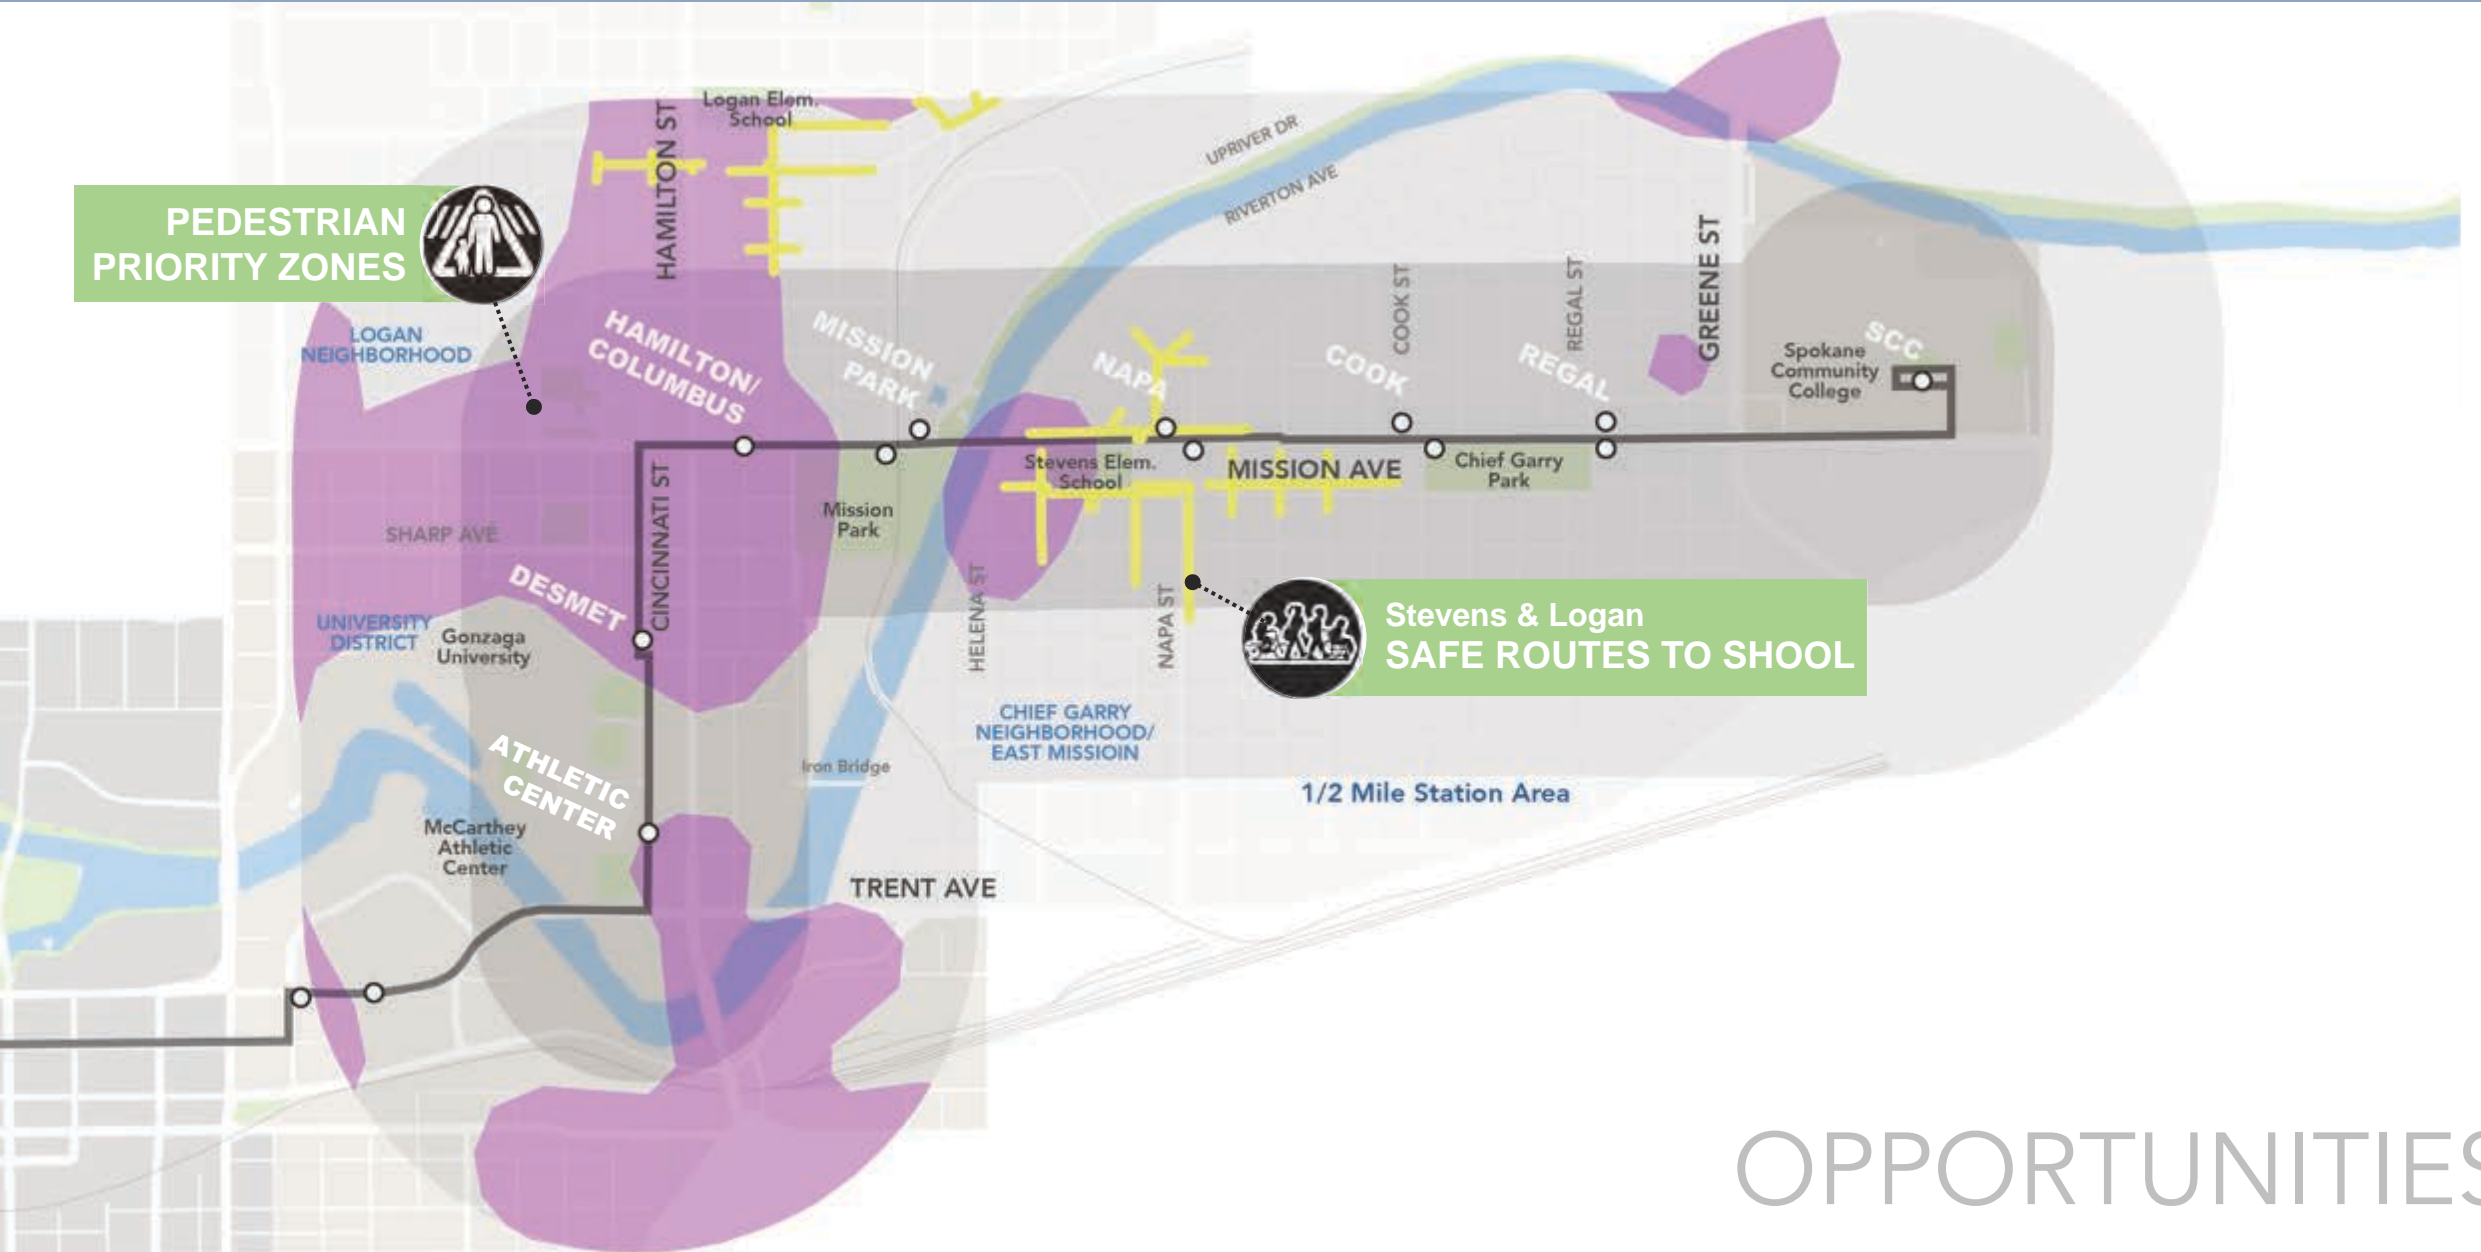 Logan Elem.
School
HAMILTON ST
UPRIVER DR
RIVERTON AVE
PEDESTRIAN
PRIORITY ZONES
LOGAN
NEIGHBORHOOD
HAMILTON/
COLUMBUS
MISSION
PARK
NAPA
COOK
COOK ST
REGAL
REGAL ST
GREENE ST
SCC
Spokane
Community
College
Stevens Elem.
School
MISSION AVE
Chief Garry
Park
Mission
Park
SHARP AVE
CINCINNATI ST
DESMET
UNIVERSITY
DISTRICT
Gonzaga
University
HELENA ST
NAPA ST
Stevens & Logan
SAFE ROUTES TO SHOOL
CHIEF GARRY
NEIGHBORHOOD/
EAST MISSIOIN
Iron Bridge
1/2 Mile Station Area
ATHLETIC
CENTER
McCarthey
Athletic
Center
TRENT AVE
OPPORTUNITIES